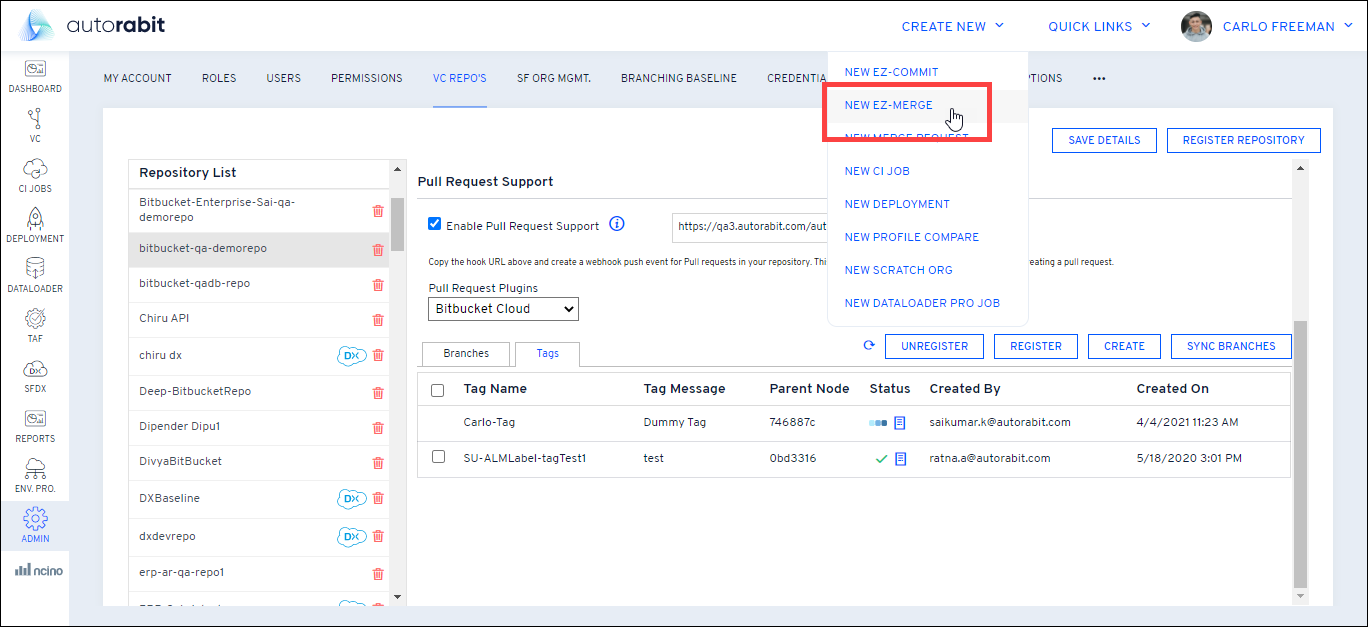 autorabit
CREATE NEW
QUICK LINKS
CARLO FREEMAN
DASHBOARD
VC
CI JOBS
DEPLOYMENT
DATALOADER
TAF
SFDX
REPORTS
ENV. PRO.
ADMIN
ncino
MY ACCOUNT
ROLES
USERS
PERMISSIONS
VC REPO'S
SF ORG MGMT.
BRANCHING BASELINE
CREDENTIA
TIONS
•••
NEW EZ-COMMIT
NEW EZ-MERGE
NEW MERGE REQUEST
NEW CI JOB
NEW DEPLOYMENT
NEW PROFILE COMPARE
NEW SCRATCH ORG
NEW DATALOADER PRO JOB
SAVE DETAILS
REGISTER REPOSITORY
Repository List
Bitbucket-Enterprise-Sai-qa-
demorepo
bitbucket-qa-demorepo
bitbucket-qadb-repo
Chiru API
chiru dx DX
Deep-BitbucketRepo
Dipender Dipu1
DivyaBitBucket
DXBaseline DX
dxdevrepo DX
erp-ar-qa-repo1
Pull Request Support
Enable Pull Request Support
https://qa3.autorabit.com/aut
Copy the hook URL above and create a webhook push event for Pull requests in your repository. This
eating a pull request.
Pull Request Plugins
Bitbucket Cloud
Branches
Tags
UNREGISTER
REGISTER
CREATE
SYNC BRANCHES
Tag Name Tag Message Parent Node Status Created By Created On
Carlo-Tag Dummy Tag 746887c saikumar.k@autorabit.com 4/4/2021 11:23 AM
SU-ALMLabel-tagTest1 test 0bd3316 ratna.a@autorabit.com 5/18/2020 3:01 PM